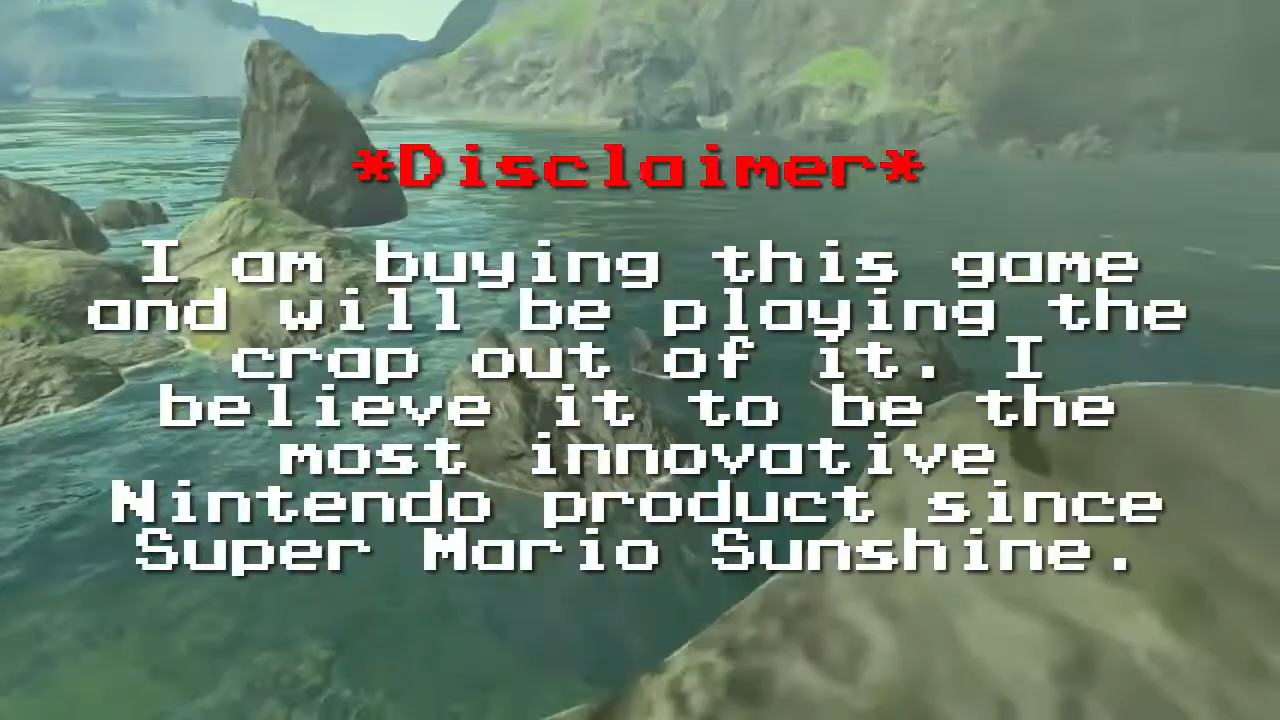 *Disclaimer*
I am buying this game
and will be playing the
crap out of it. I
believe it to be the
most innovative
Nintendo product since
Super Mario Sunshine.